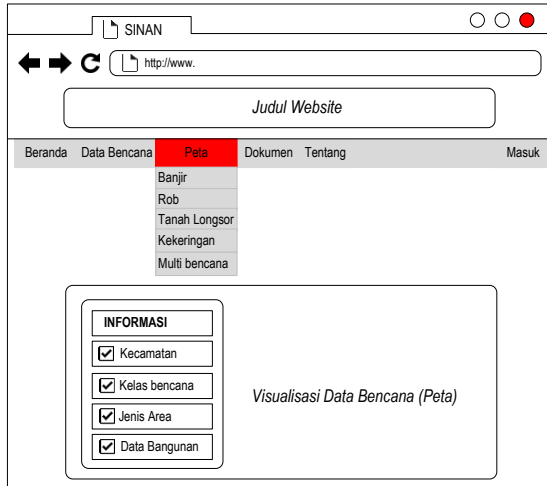 SINAN
http://www.
Judul Website
Beranda Data Bencana Peta Dokumen Tentang Masuk
Banjir
Rob
Tanah Longsor
Kekeringan
Multi bencana
INFORMASI
Kecamatan
Kelas bencana
Jenis Area
Data Bangunan
Visualisasi Data Bencana (Peta)